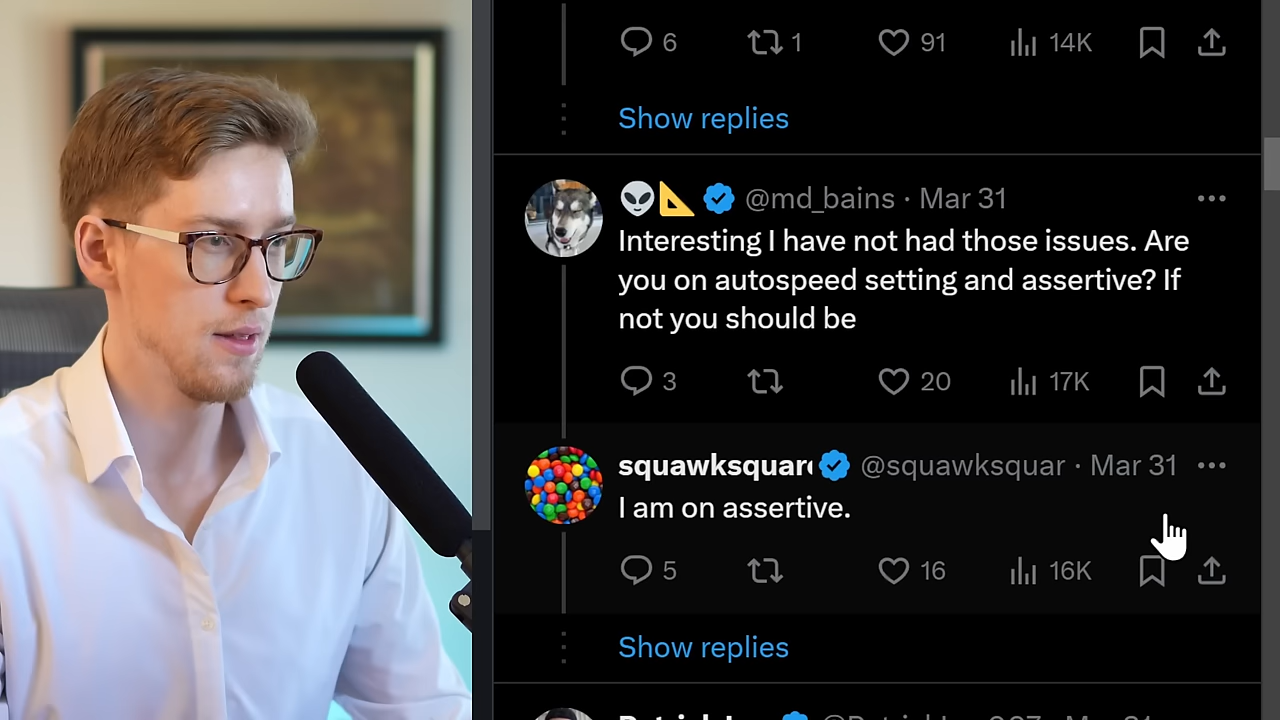 6 1 91 14K
Show replies
👽📐 @md_bains · Mar 31
Interesting I have not had those issues. Are
you on autospeed setting and assertive? If
not you should be
3 20 17K
squawksquar @squawksquar · Mar 31
I am on assertive.
5 16 16K
Show replies